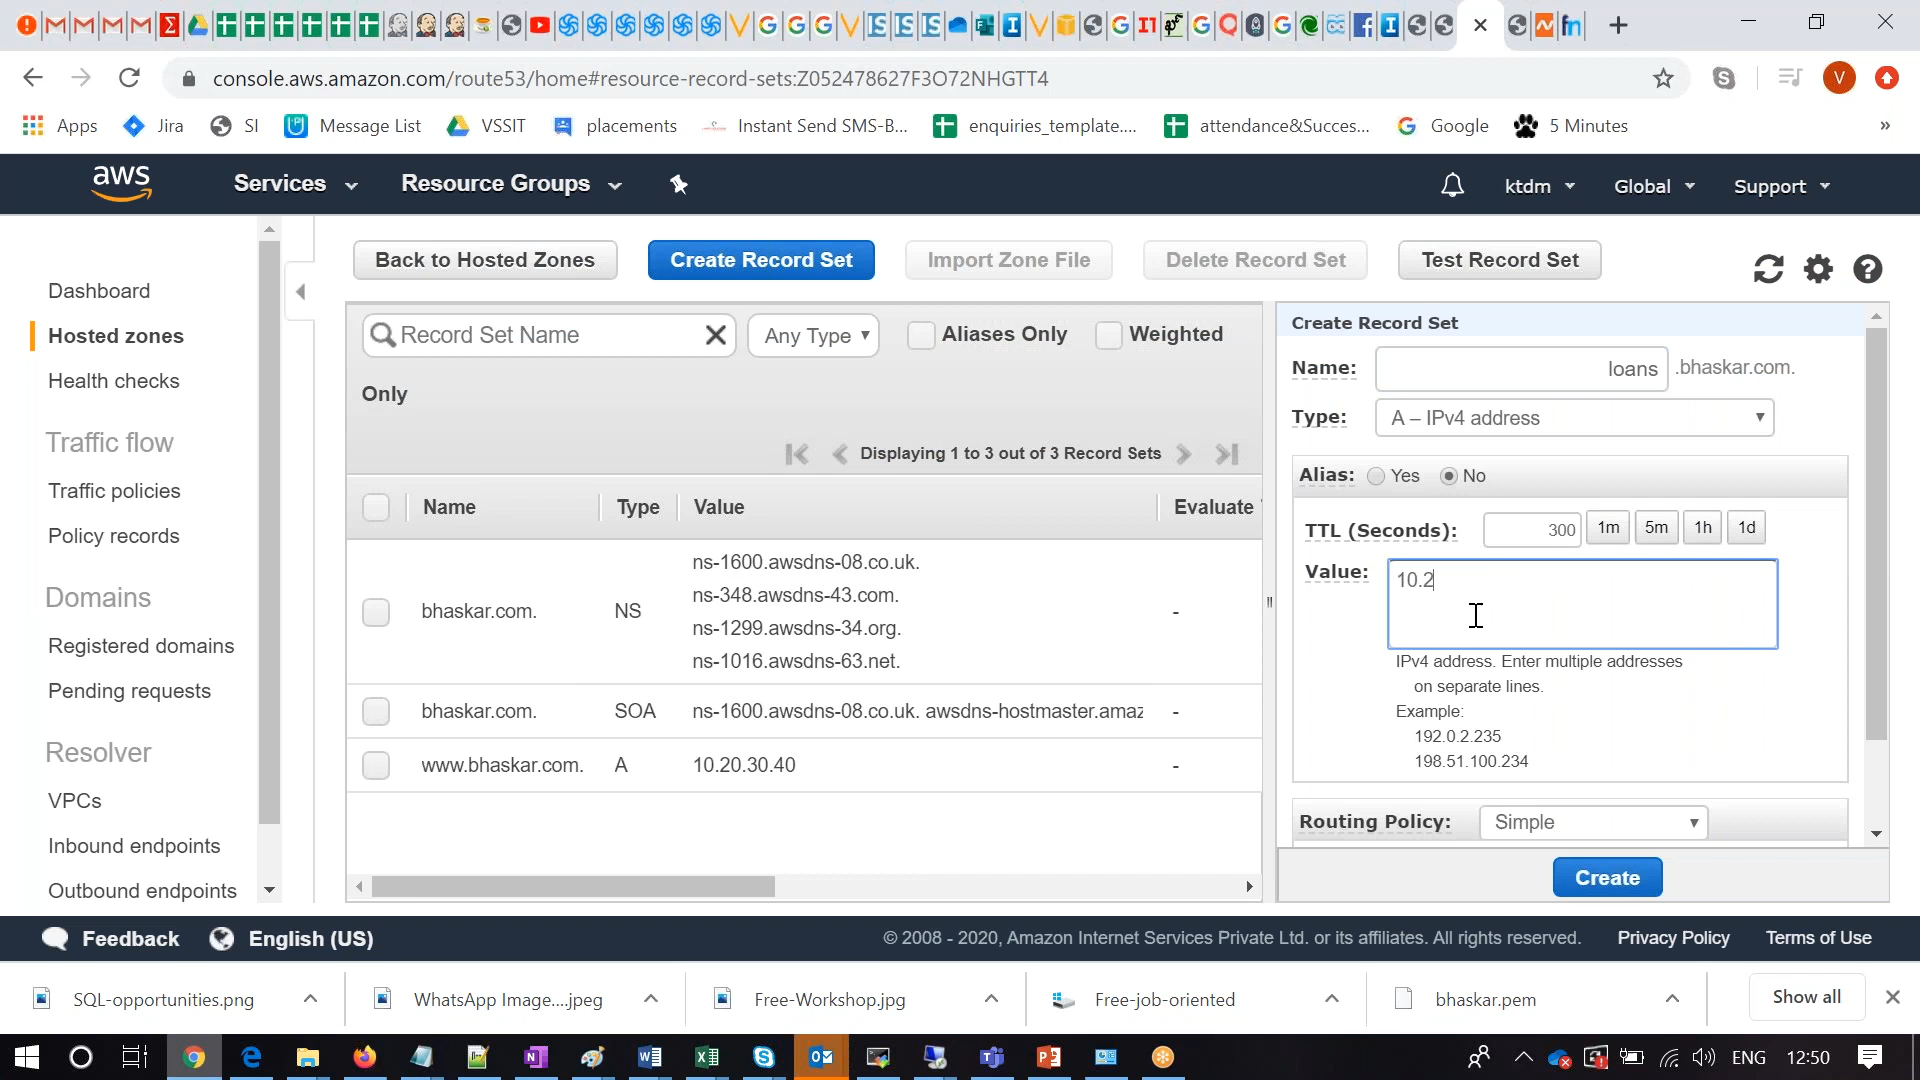 console.aws.amazon.com/route53/home#resource-record-sets:Z052478627F3O72NHGTT4
V
Apps
Jira
SI
Message List
VSSIT
placements
Instant Send SMS-B...
enquiries_template....
attendance&Succes...
Google
5 Minutes
»
aws
Services
Resource Groups
ktdm
Global
Support
Dashboard
Hosted zones
Health checks
Traffic flow
Traffic policies
Policy records
Domains
Registered domains
Pending requests
Resolver
VPCs
Inbound endpoints
Outbound endpoints
Back to Hosted Zones
Create Record Set
Import Zone File
Delete Record Set
Test Record Set
Record Set Name
Any Type
Aliases Only
Weighted
Only
Displaying 1 to 3 out of 3 Record Sets
Name Type Value Evaluate
bhaskar.com. NS
ns-1600.awsdns-08.co.uk.
ns-348.awsdns-43.com.
ns-1299.awsdns-34.org.
ns-1016.awsdns-63.net.
-
bhaskar.com. SOA ns-1600.awsdns-08.co.uk. awsdns-hostmaster.amaz -
www.bhaskar.com. A 10.20.30.40 -
Create Record Set
Name: loans .bhaskar.com.
Type: A – IPv4 address
Alias: Yes No
TTL (Seconds): 300 1m 5m 1h 1d
Value: 10.2
IPv4 address. Enter multiple addresses
on separate lines.
Example:
192.0.2.235
198.51.100.234
Routing Policy: Simple
Create
Feedback
English (US)
© 2008 - 2020, Amazon Internet Services Private Ltd. or its affiliates. All rights reserved.
Privacy Policy
Terms of Use
SQL-opportunities.png
WhatsApp Image....jpeg
Free-Workshop.jpg
Free-job-oriented
bhaskar.pem
Show all
ENG
12:50